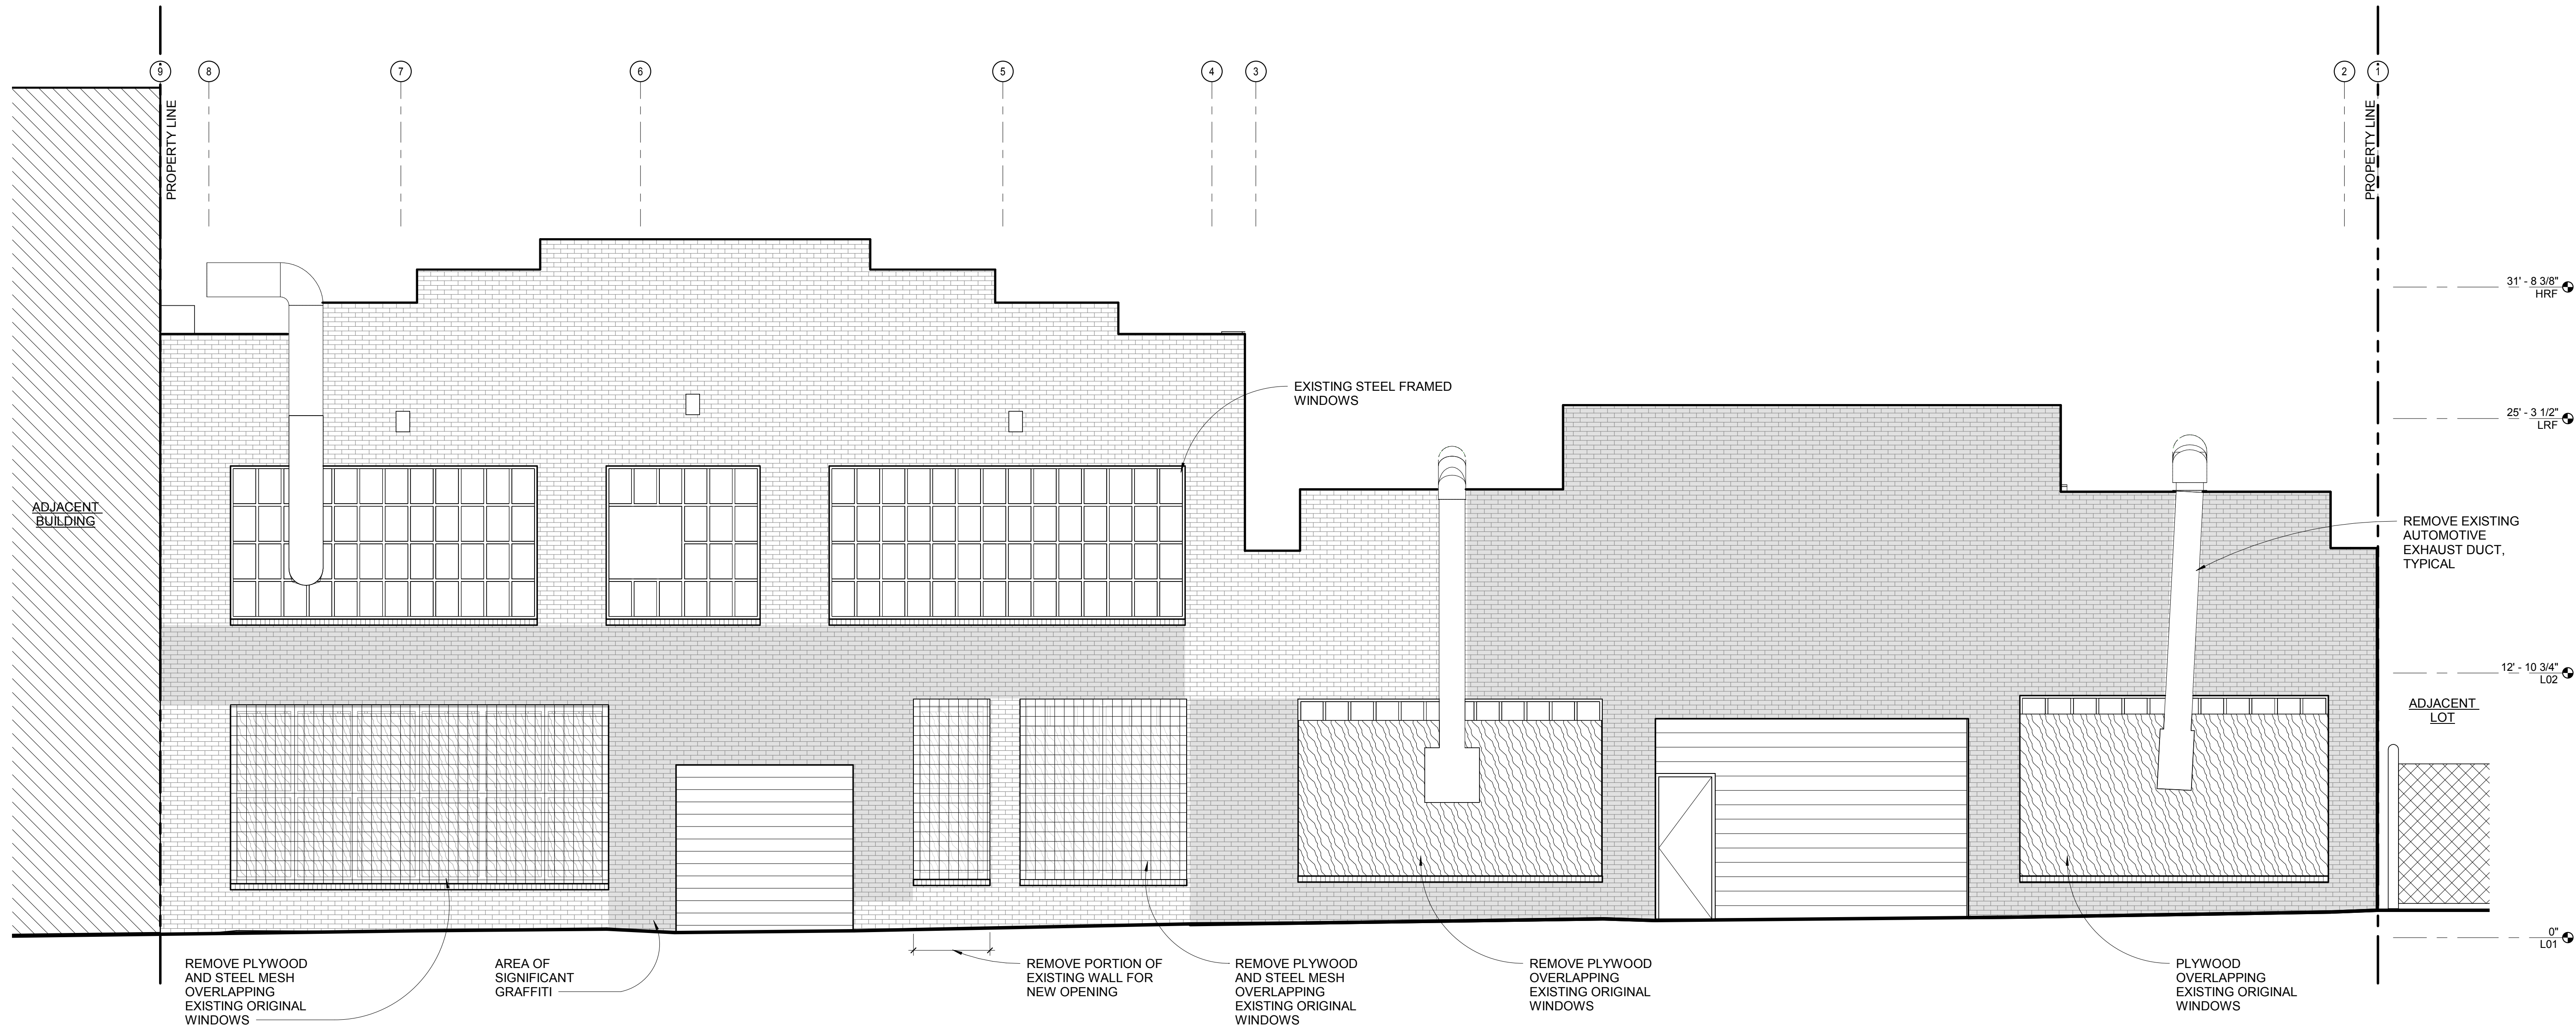 9
8
7
6
5
4
3
2
1
PROPERTY LINE
PROPERTY LINE
31' - 8 3/8"
HRF
EXISTING STEEL FRAMED
WINDOWS
25' - 3 1/2"
LRF
ADJACENT
BUILDING
REMOVE EXISTING
AUTOMOTIVE
EXHAUST DUCT,
TYPICAL
12' - 10 3/4"
L02
ADJACENT
LOT
0"
L01
REMOVE PLYWOOD
AND STEEL MESH
OVERLAPPING
EXISTING ORIGINAL
WINDOWS
AREA OF
SIGNIFICANT
GRAFFITI
REMOVE PORTION OF
EXISTING WALL FOR
NEW OPENING
REMOVE PLYWOOD
AND STEEL MESH
OVERLAPPING
EXISTING ORIGINAL
WINDOWS
REMOVE PLYWOOD
OVERLAPPING
EXISTING ORIGINAL
WINDOWS
PLYWOOD
OVERLAPPING
EXISTING ORIGINAL
WINDOWS